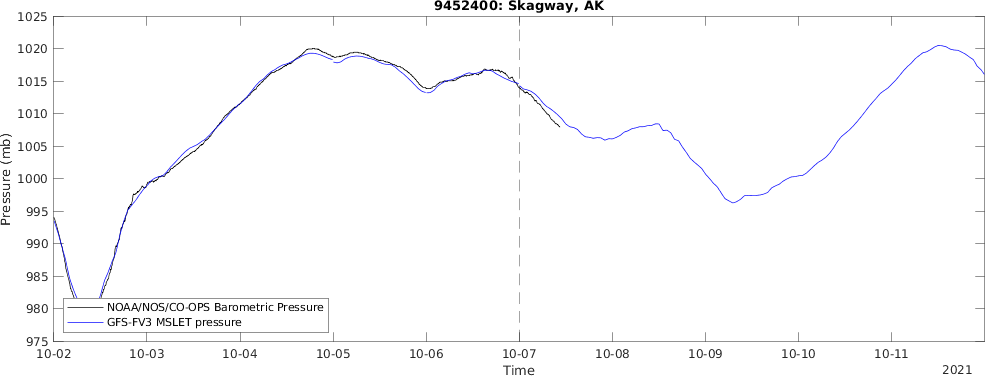 9452400: Skagway, AK
1025
1020
1015
1010
1005
1000
995
990
985
980
975
Pressure (mb)
NOAA/NOS/CO-OPS Barometric Pressure
GFS-FV3 MSLET pressure
10-02 10-03 10-04 10-05 10-06 10-07 10-08 10-09 10-10 10-11
Time
2021